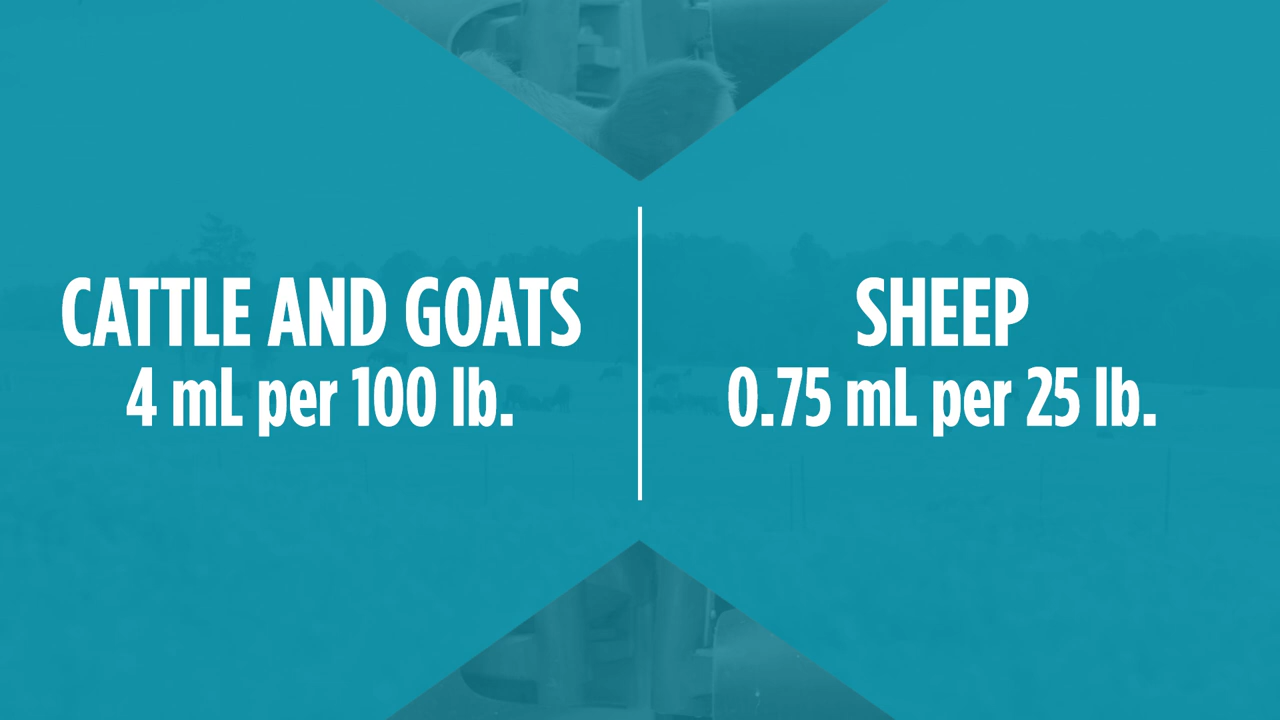 CATTLE AND GOATS
4 mL per 100 lb.
SHEEP
0.75 mL per 25 lb.